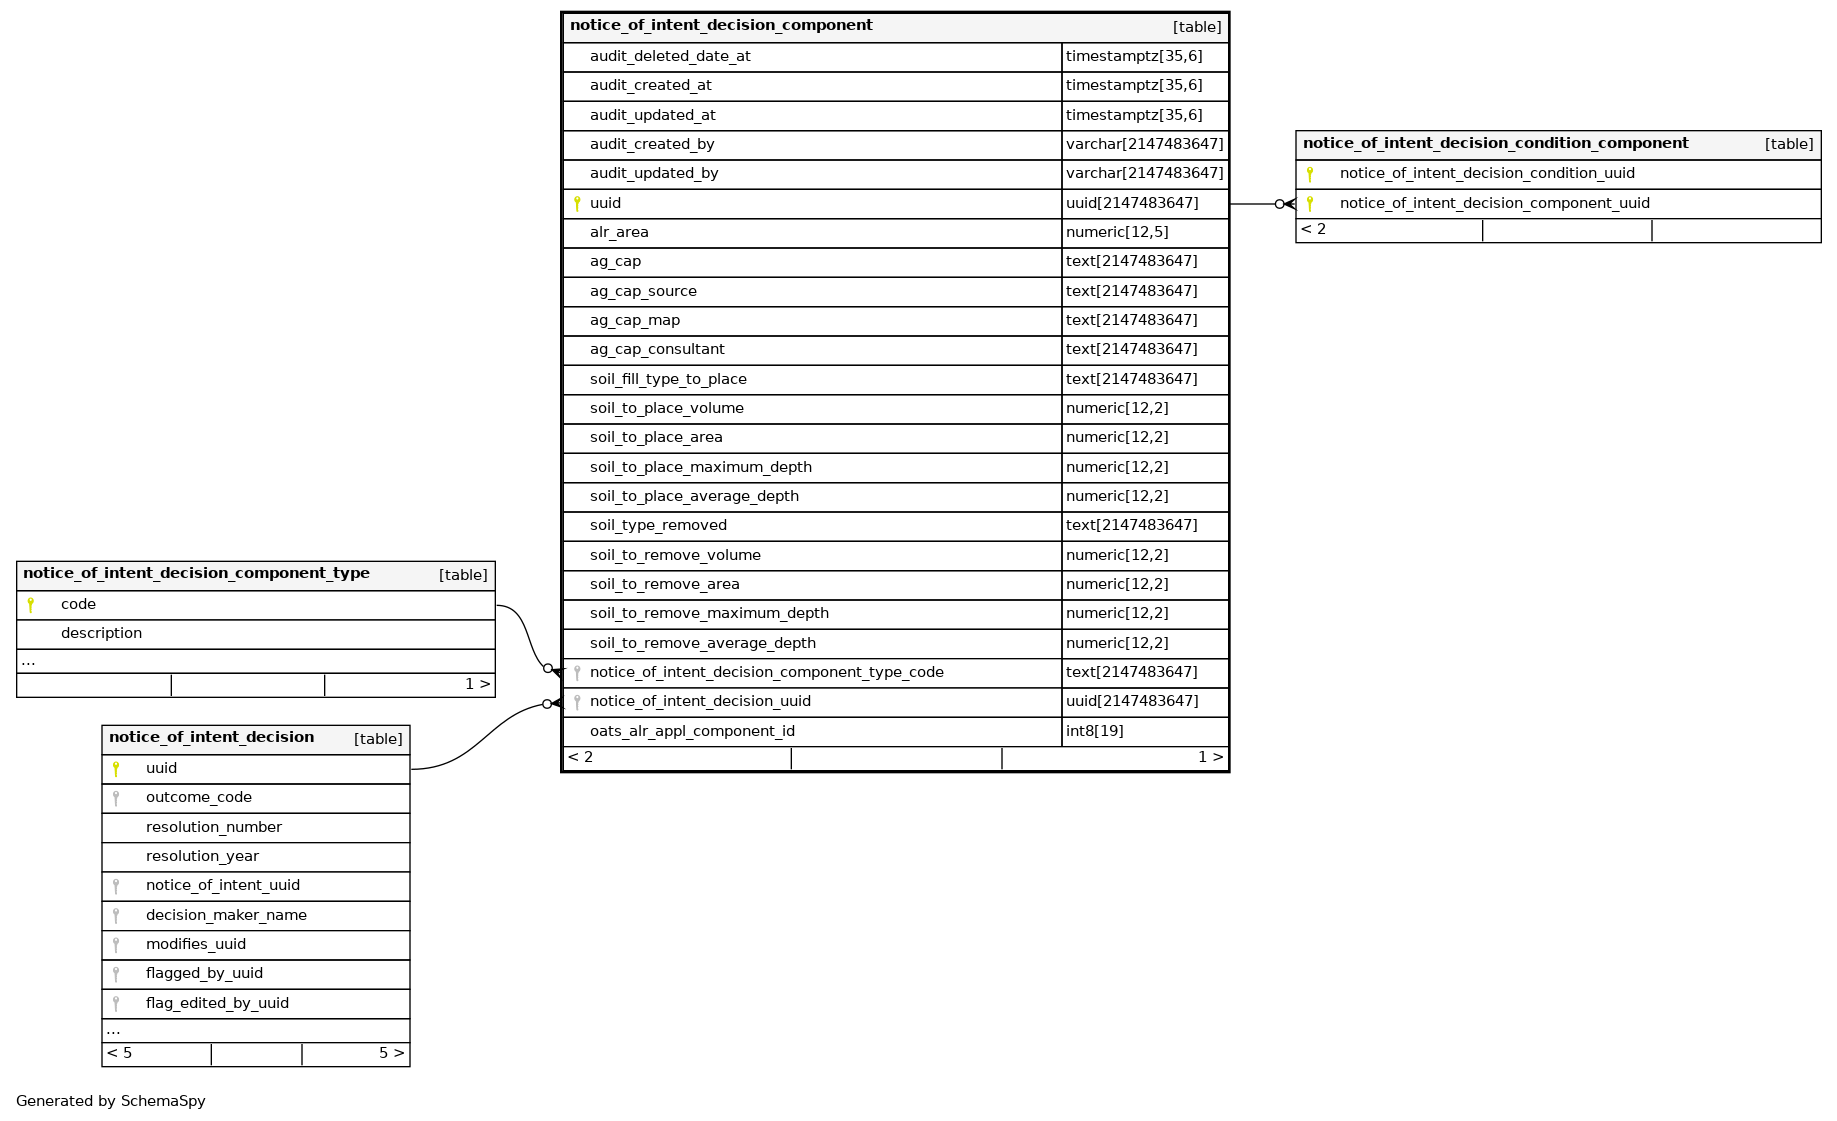 notice_of_intent_decision_component [table]
audit_deleted_date_at timestamptz[35,6]
audit_created_at timestamptz[35,6]
audit_updated_at timestamptz[35,6]
audit_created_by varchar[2147483647]
audit_updated_by varchar[2147483647]
uuid uuid[2147483647]
alr_area numeric[12,5]
ag_cap text[2147483647]
ag_cap_source text[2147483647]
ag_cap_map text[2147483647]
ag_cap_consultant text[2147483647]
soil_fill_type_to_place text[2147483647]
soil_to_place_volume numeric[12,2]
soil_to_place_area numeric[12,2]
soil_to_place_maximum_depth numeric[12,2]
soil_to_place_average_depth numeric[12,2]
soil_type_removed text[2147483647]
soil_to_remove_volume numeric[12,2]
soil_to_remove_area numeric[12,2]
soil_to_remove_maximum_depth numeric[12,2]
soil_to_remove_average_depth numeric[12,2]
notice_of_intent_decision_component_type_code text[2147483647]
notice_of_intent_decision_uuid uuid[2147483647]
oats_alr_appl_component_id int8[19]
< 2 1 >
notice_of_intent_decision_condition_component [table]
notice_of_intent_decision_condition_uuid
notice_of_intent_decision_component_uuid
< 2
notice_of_intent_decision_component_type [table]
code
description
...
1 >
notice_of_intent_decision [table]
uuid
outcome_code
resolution_number
resolution_year
notice_of_intent_uuid
decision_maker_name
modifies_uuid
flagged_by_uuid
flag_edited_by_uuid
...
< 5 5 >
Generated by SchemaSpy